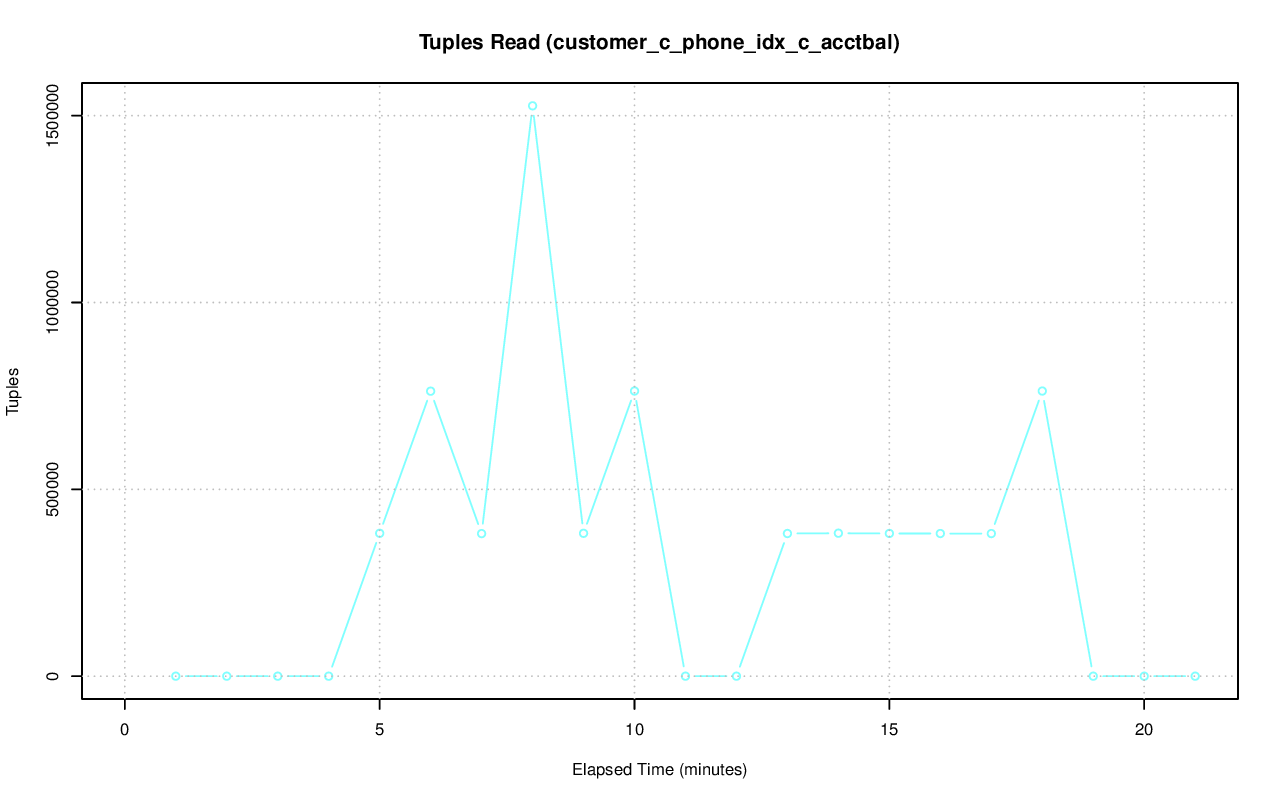 Tuples Read (customer_c_phone_idx_c_acctbal)
1500000
1000000
500000
0
Tuples
0 5 10 15 20
Elapsed Time (minutes)